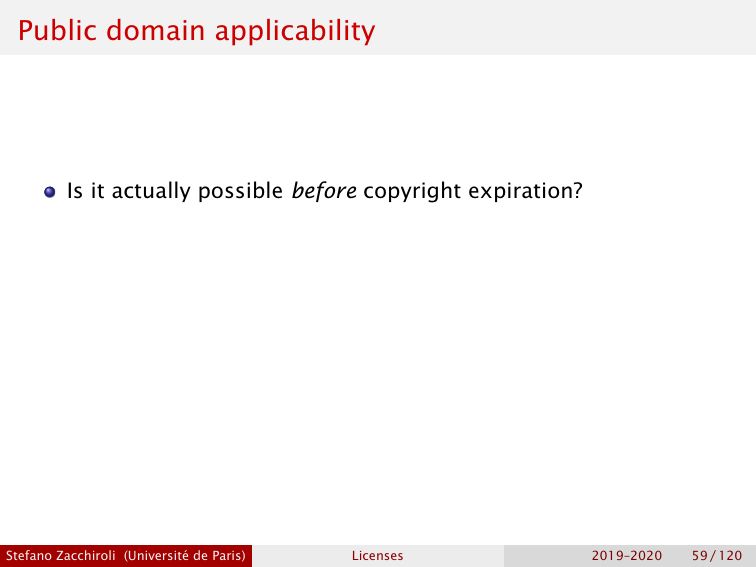 Public domain applicability
Is it actually possible before copyright expiration?
Stefano Zacchiroli (Université de Paris) Licenses 2019–2020 59 / 120